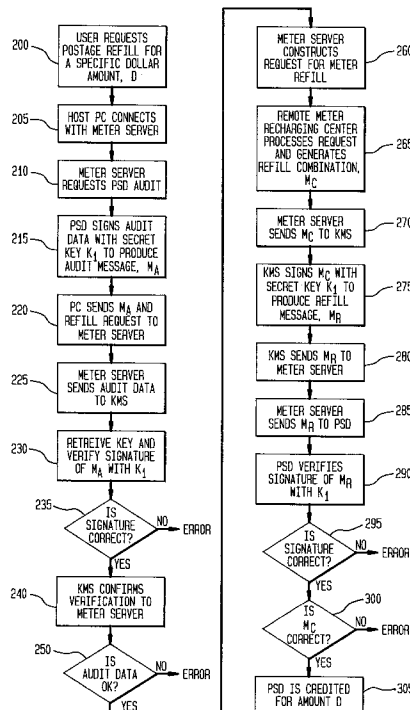 200
USER REQUESTS
POSTAGE REFILL FOR
A SPECIFIC DOLLAR
AMOUNT, D
205
HOST PC CONNECTS
WITH METER SERVER
210
METER SERVER
REQUESTS PSD AUDIT
215
PSD SIGNS AUDIT
DATA WITH SECRET
KEY K1 TO PRODUCE
AUDIT MESSAGE, MA
220
PC SENDS MA AND
REFILL REQUEST TO
METER SERVER
225
METER SERVER
SENDS AUDIT DATA
TO KMS
230
RETREIVE KEY AND
VERIFY SIGNATURE
OF MA WITH K1
235
IS
SIGNATURE
CORRECT?
NO
ERROR
YES
240
KMS CONFIRMS
VERIFICATION TO
METER SERVER
250
IS
AUDIT DATA
OK?
NO
ERROR
YES
260
METER SERVER
CONSTRUCTS
REQUEST FOR METER
REFILL
265
REMOTE METER
RECHARGING CENTER
PROCESSES REQUEST
AND GENERATES
REFILL COMBINATION,
MC
270
METER SERVER
SENDS MC TO KMS
275
KMS SIGNS MC WITH
SECRET KEY K1 TO
PRODUCE REFILL
MESSAGE, MR
280
KMS SENDS MR TO
METER SERVER
285
METER SERVER
SENDS MR TO PSD
290
PSD VERIFIES
SIGNATURE OF MR
WITH K1
295
IS
SIGNATURE
CORRECT?
NO
ERROR
YES
300
IS
MC
CORRECT?
NO
ERROR
YES
305
PSD IS CREDITED
FOR AMOUNT D